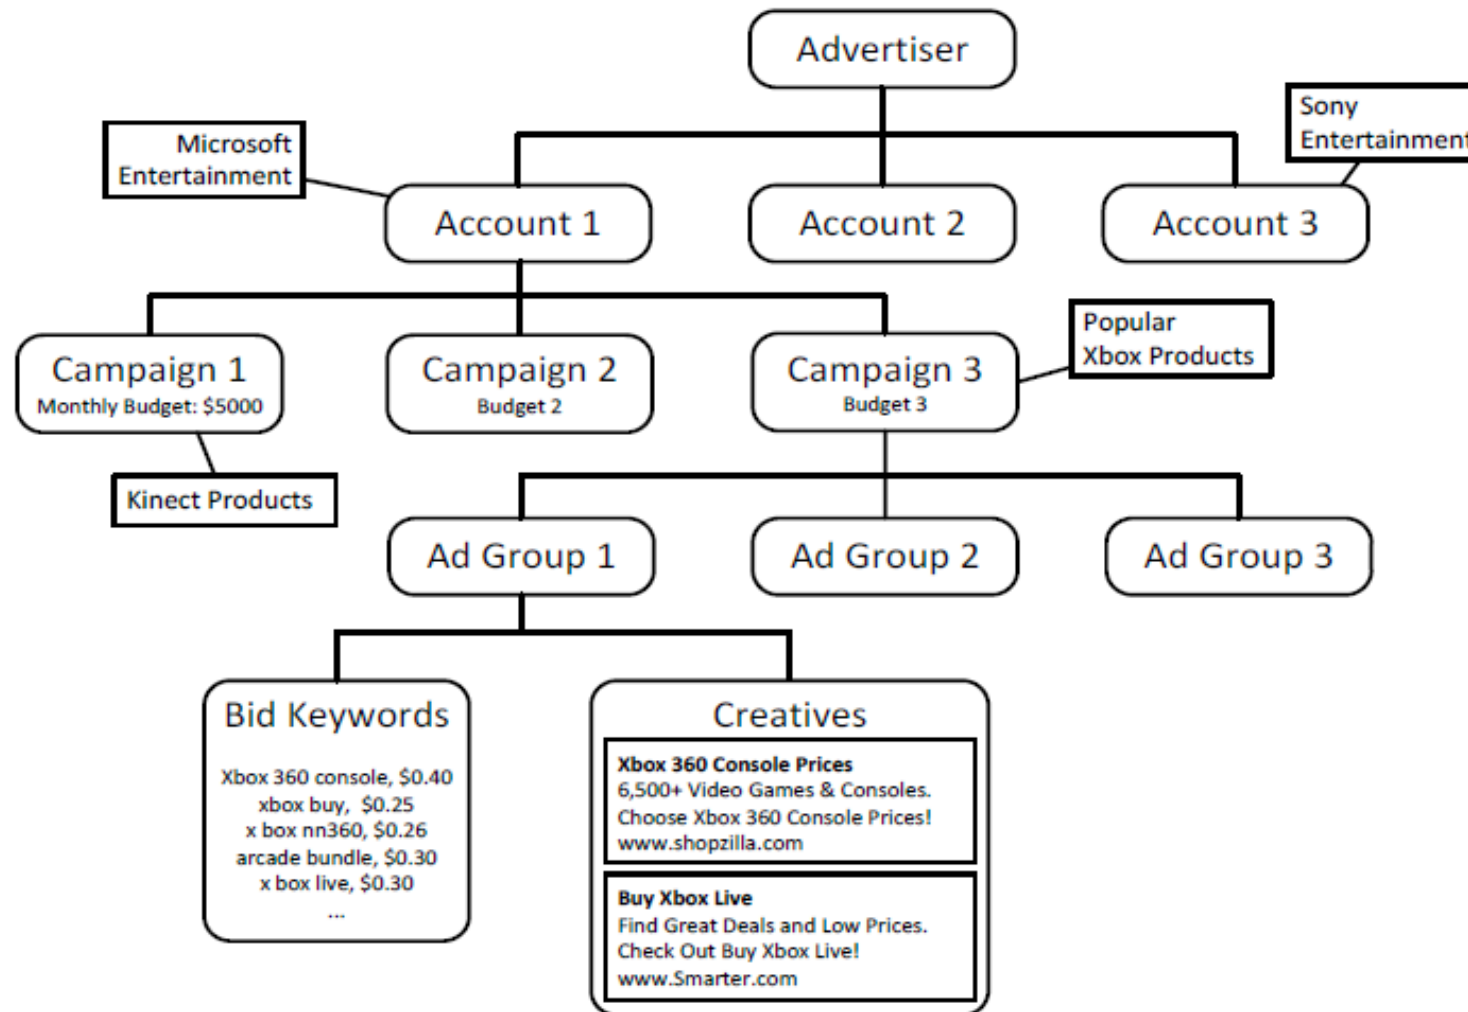 Advertiser
Sony
Entertainment
Microsoft
Entertainment
Account 1
Account 2
Account 3
Popular
Xbox Products
Campaign 1
Monthly Budget: $5000
Campaign 2
Budget 2
Campaign 3
Budget 3
Kinect Products
Ad Group 1
Ad Group 2
Ad Group 3
Bid Keywords
Xbox 360 console, $0.40
xbox buy, $0.25
x box nn360, $0.26
arcade bundle, $0.30
x box live, $0.30
...
Creatives
Xbox 360 Console Prices
6,500+ Video Games & Consoles.
Choose Xbox 360 Console Prices!
www.shopzilla.com
Buy Xbox Live
Find Great Deals and Low Prices.
Check Out Buy Xbox Live!
www.Smarter.com